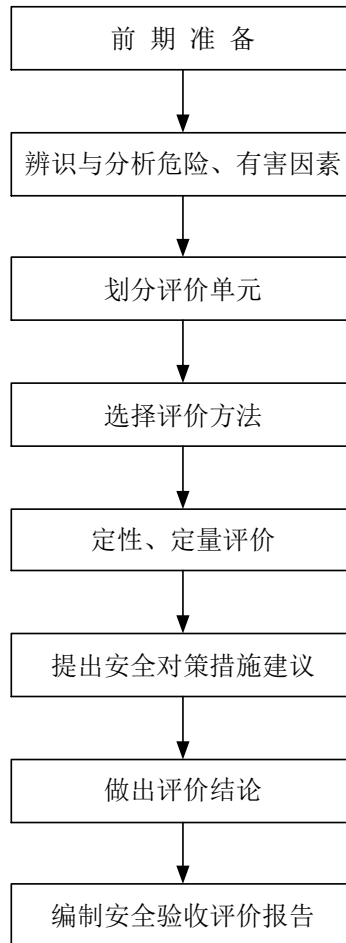 前 期 准 备
辨识与分析危险、有害因素
划分评价单元
选择评价方法
定性、定量评价
提出安全对策措施建议
做出评价结论
编制安全验收评价报告